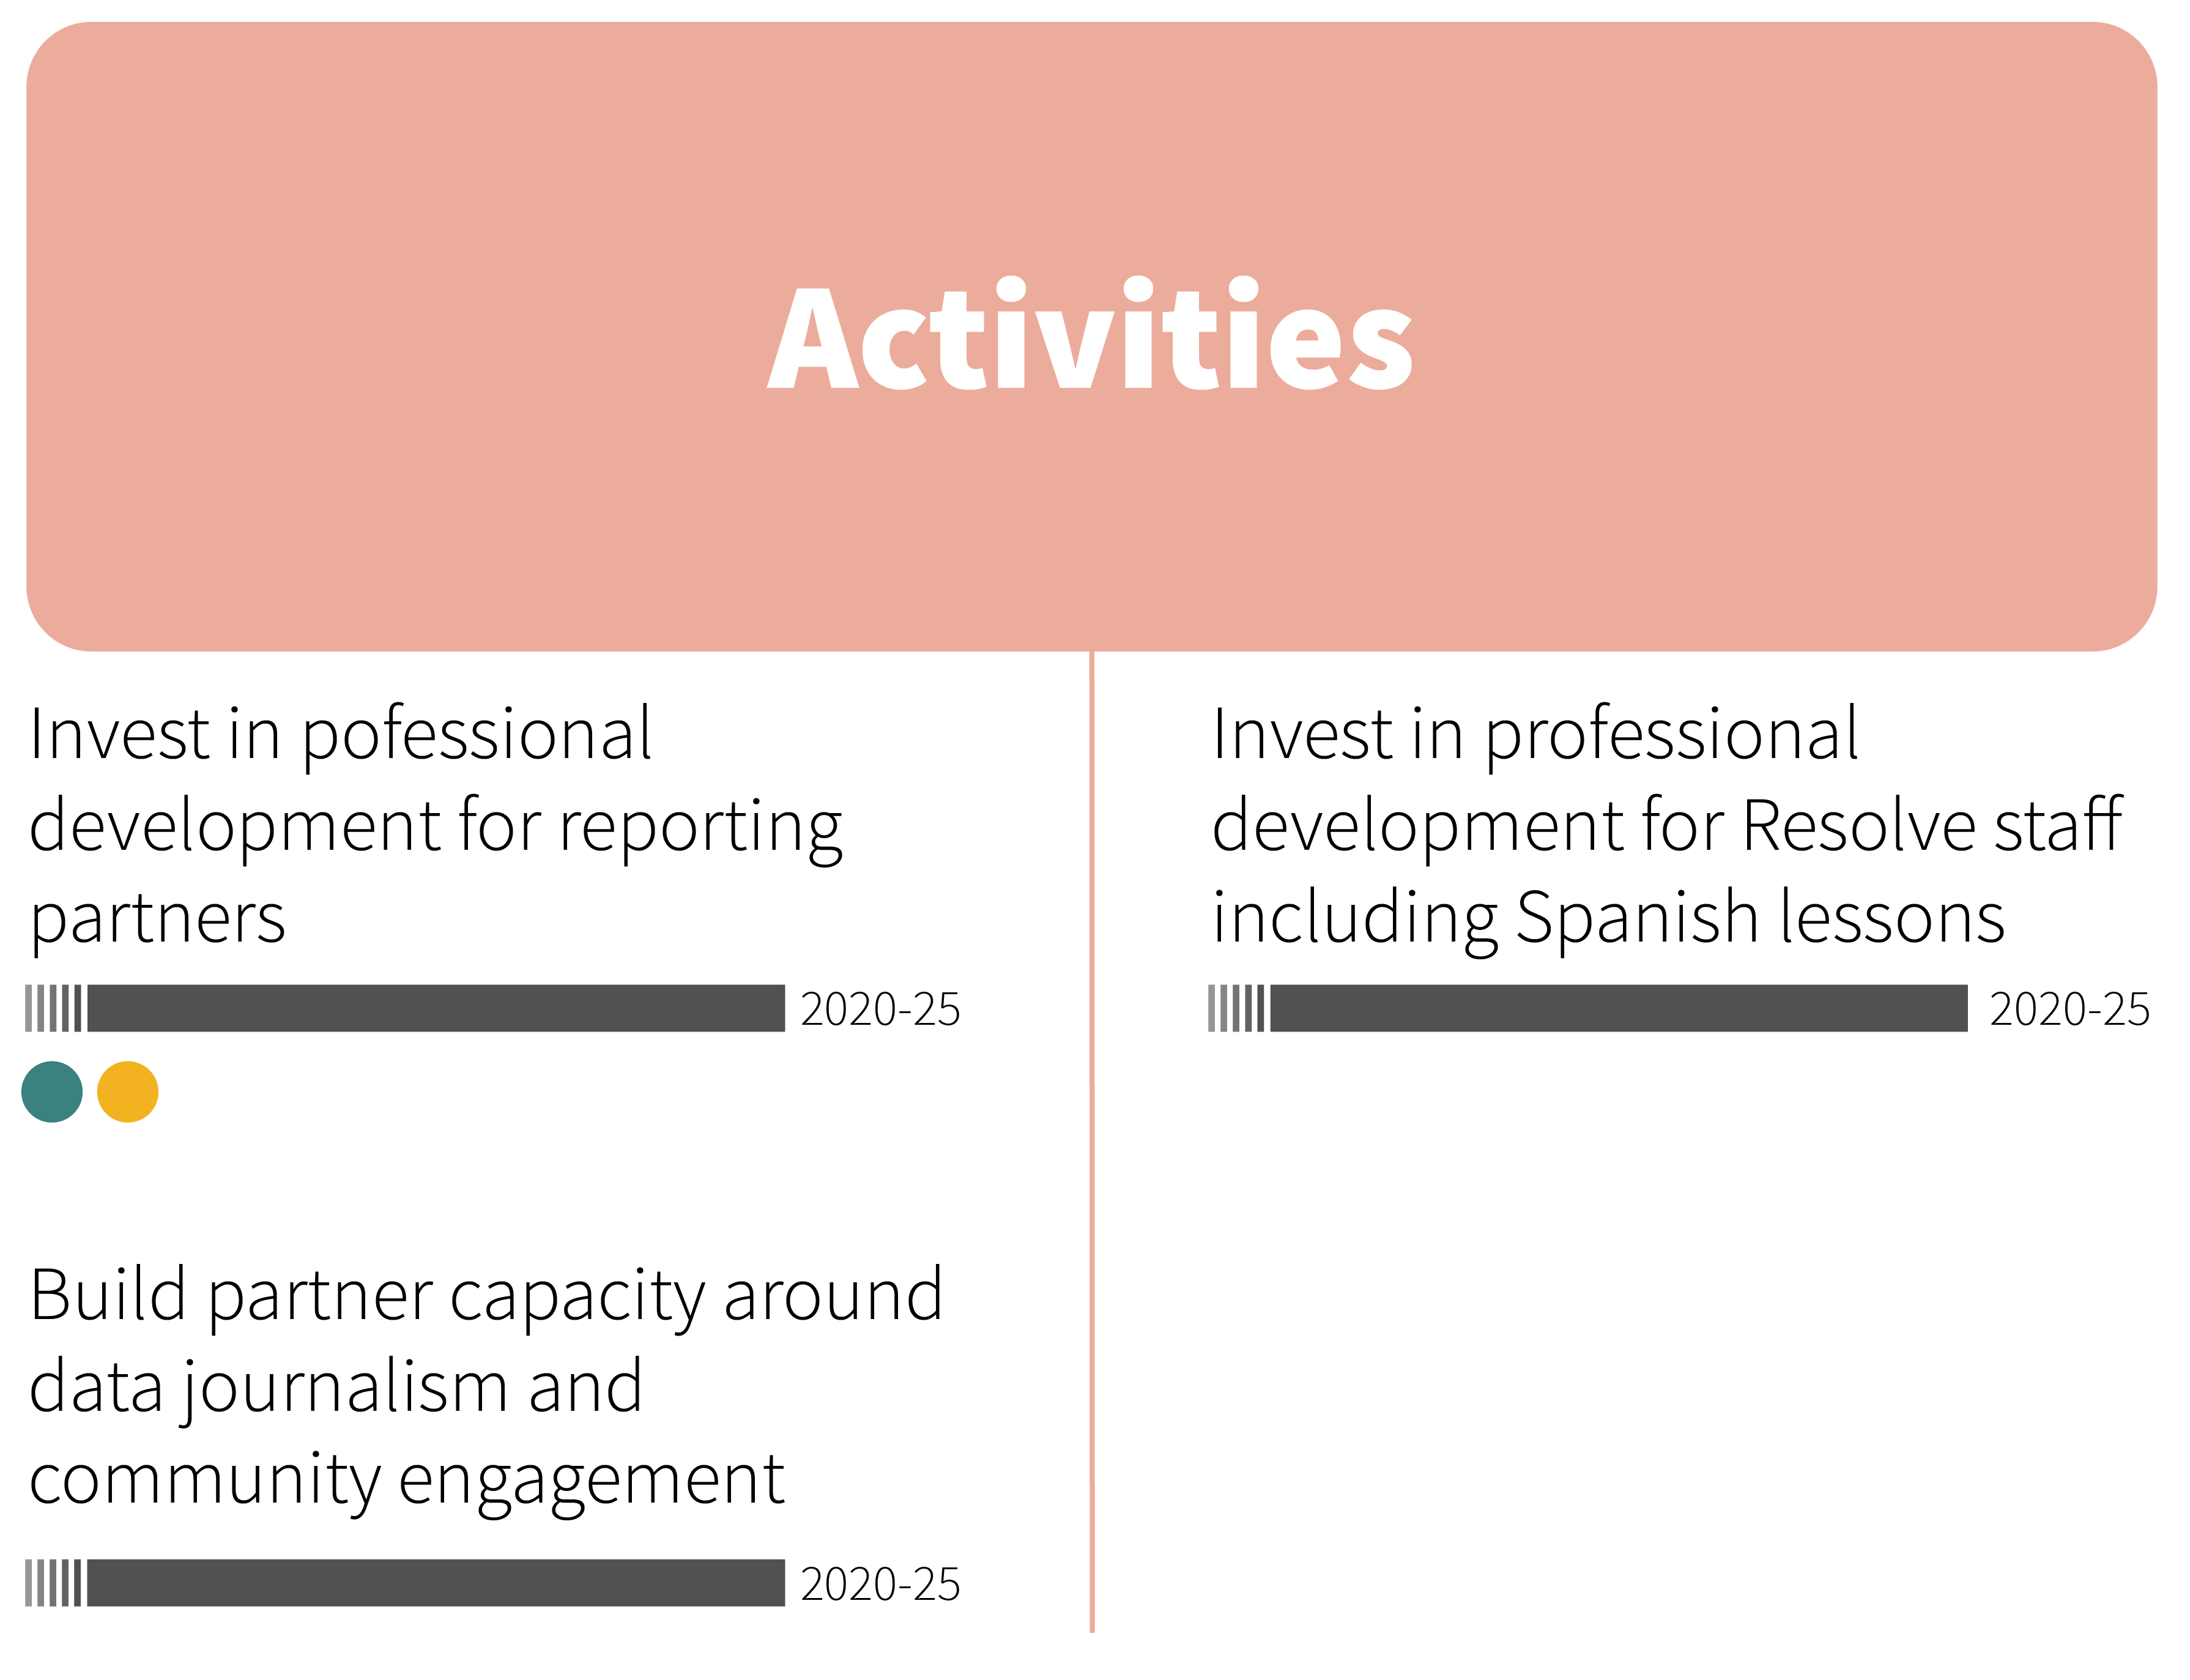 Activities
Invest in pofessional
development for reporting
partners
2020-25
Build partner capacity around
data journalism and
community engagement
2020-25
Invest in professional
development for Resolve staff
including Spanish lessons
2020-25